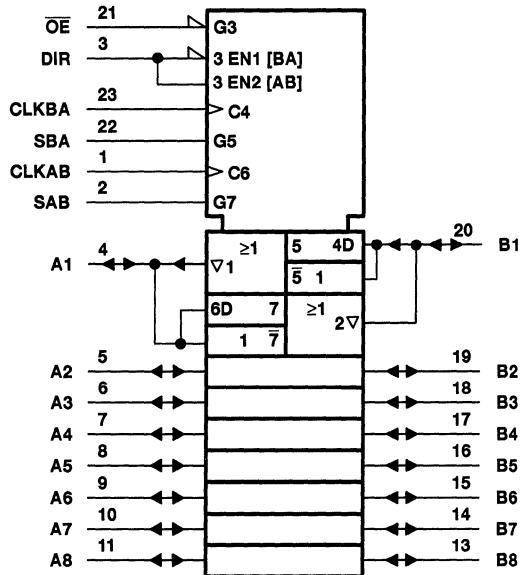 OE 21 G3
DIR 3 3 EN1 [BA]
3 EN2 [AB]
CLKBA 23 C4
SBA 22 G5
CLKAB 1 C6
SAB 2 G7
A1 4 ≥1 ▽1 5 4D 20 B1
5 1
6D 7 ≥1 2▽
1 7
A2 5 19 B2
A3 6 18 B3
A4 7 17 B4
A5 8 16 B5
A6 9 15 B6
A7 10 14 B7
A8 11 13 B8